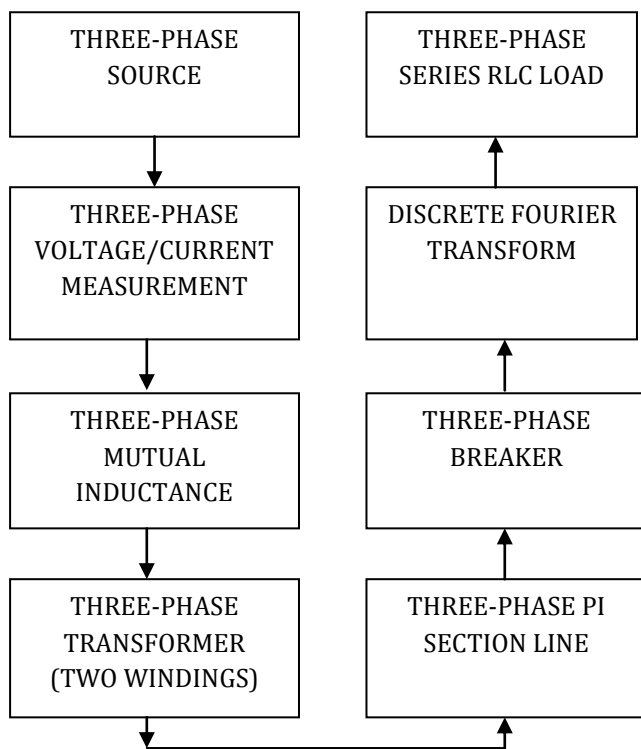 THREE-PHASE
SOURCE
THREE-PHASE
VOLTAGE/CURRENT
MEASUREMENT
THREE-PHASE
MUTUAL
INDUCTANCE
THREE-PHASE
TRANSFORMER
(TWO WINDINGS)
THREE-PHASE PI
SECTION LINE
THREE-PHASE
BREAKER
DISCRETE FOURIER
TRANSFORM
THREE-PHASE
SERIES RLC LOAD